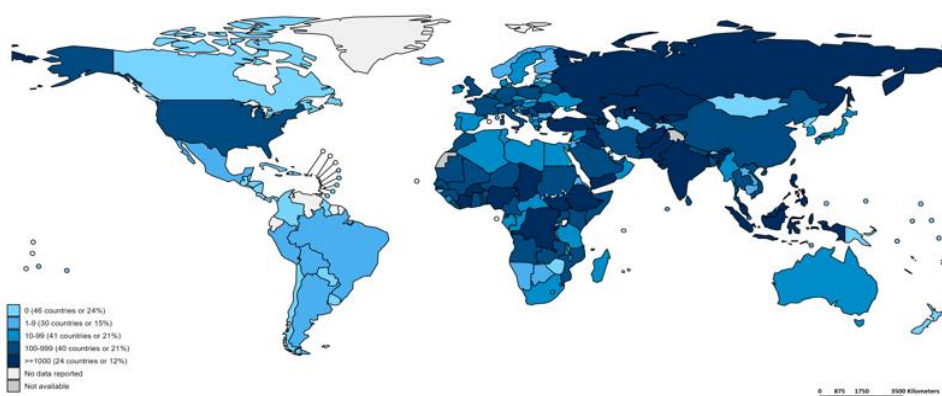 0 (46 countries or 24%)
1-9 (30 countries or 15%)
10-99 (41 countries or 21%)
100-999 (40 countries or 21%)
>=1000 (24 countries or 12%)
No data reported
Not available
0 875 1750 3500 Kilometers